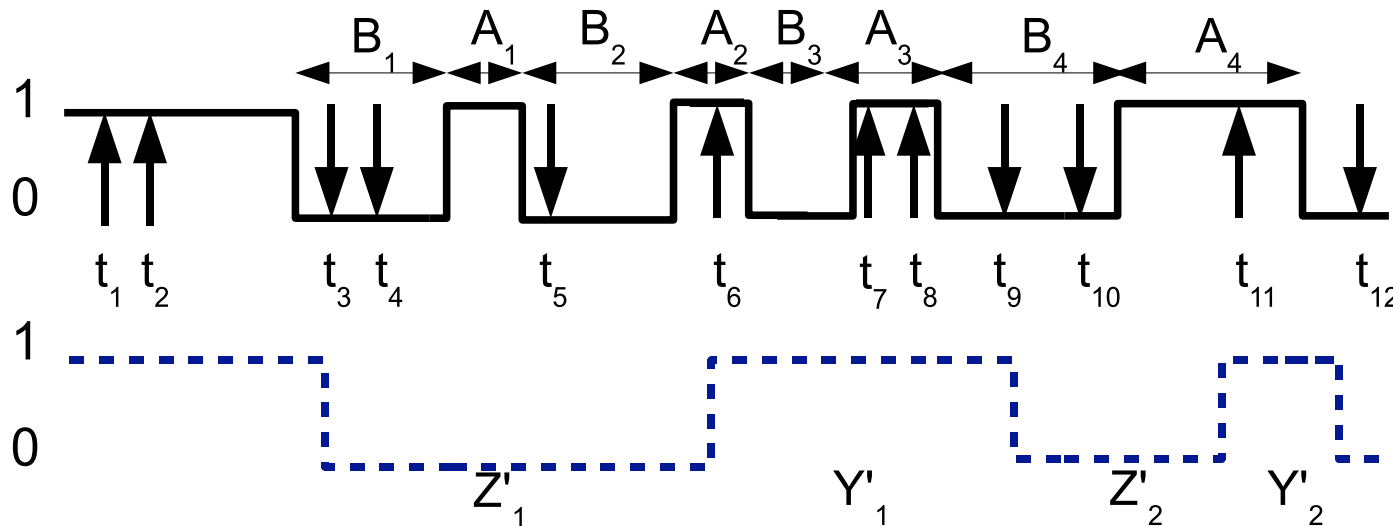 B₁ A₁ B₂ A₂ B₃ A₃ B₄ A₄
1
0
t₁ t₂ t₃ t₄ t₅ t₆ t₇ t₈ t₉ t₁₀ t₁₁ t₁₂
1
0
Z'₁ Y'₁ Z'₂ Y'₂